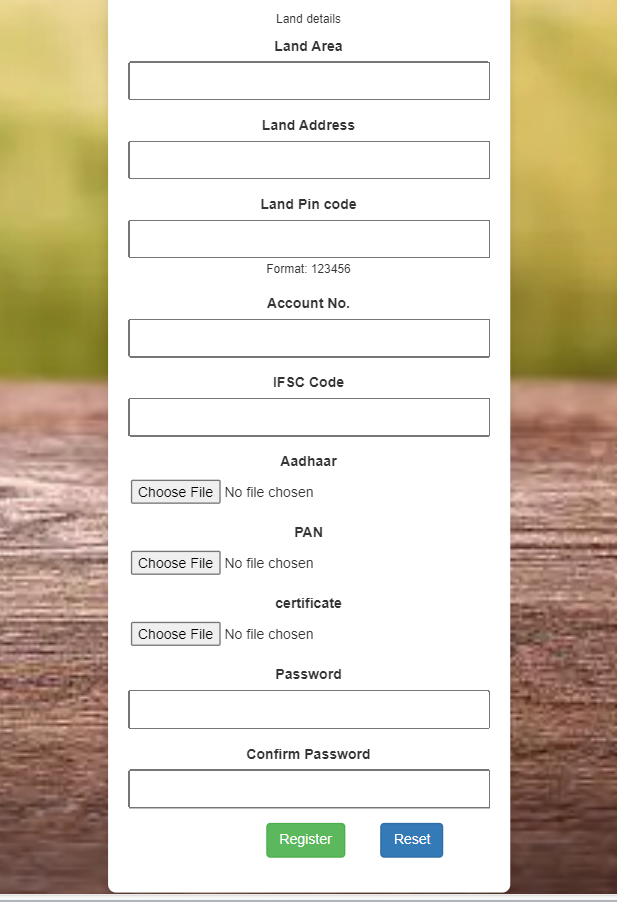 Land details
Land Area
Land Address
Land Pin code
Format: 123456
Account No.
IFSC Code
Aadhaar
Choose File No file chosen
PAN
Choose File No file chosen
certificate
Choose File No file chosen
Password
Confirm Password
Register Reset